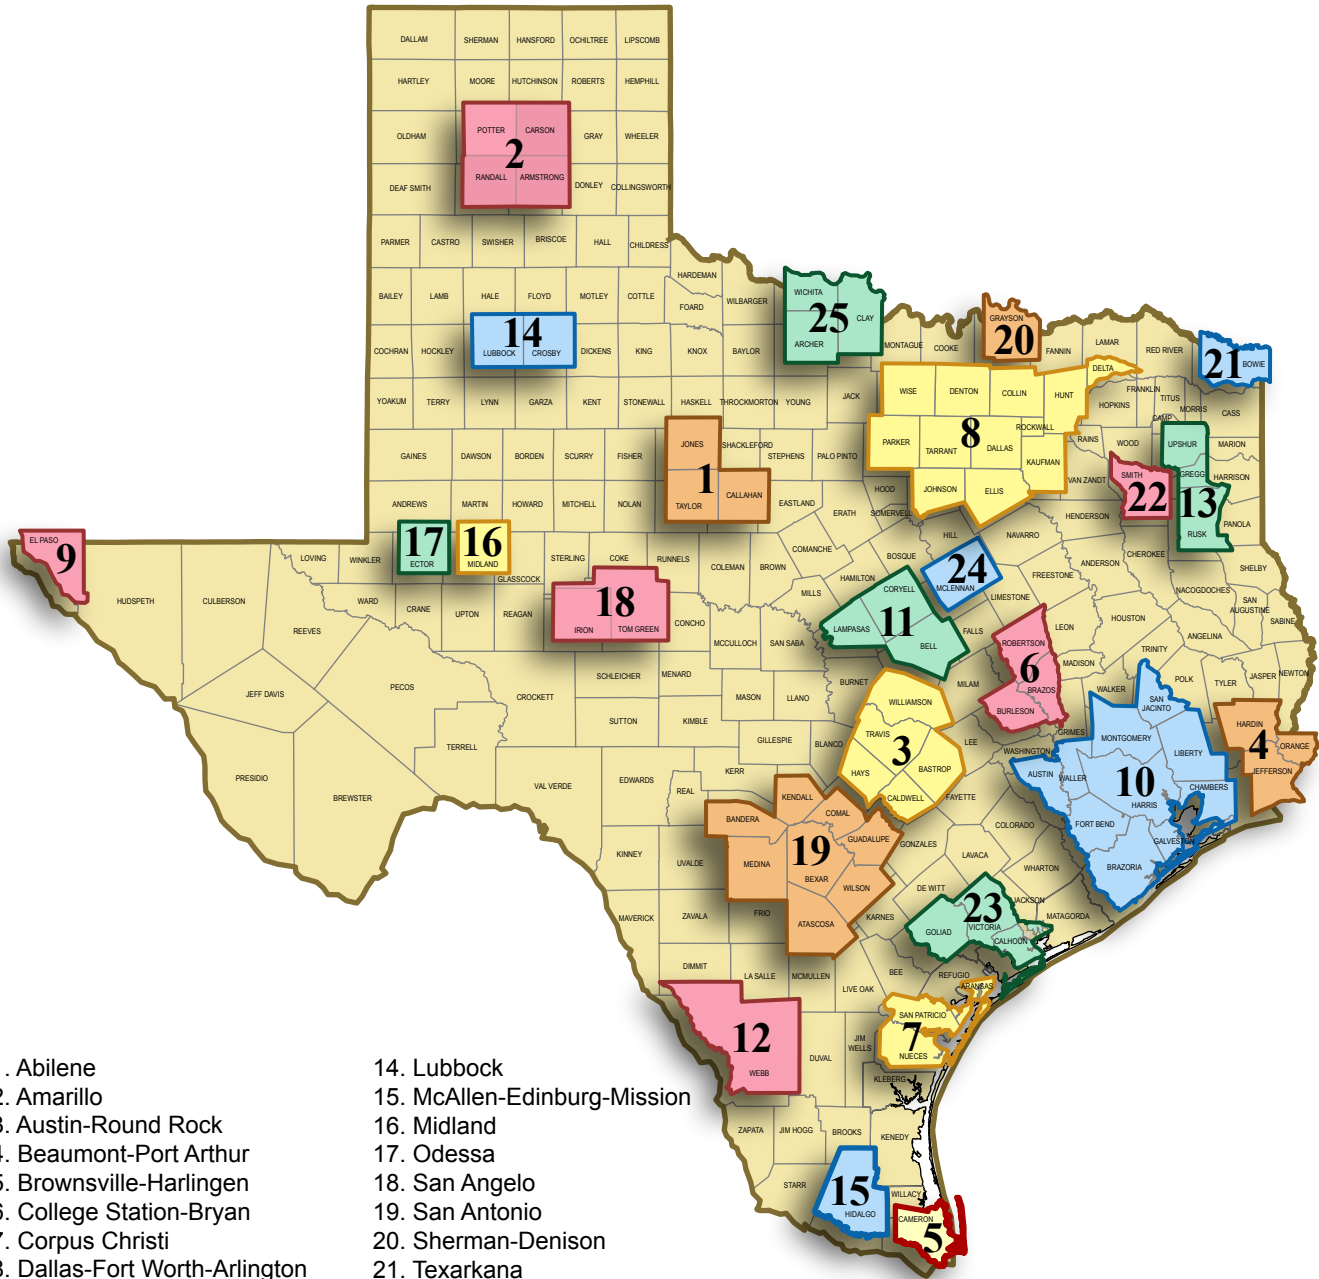 DALLAM SHERMAN HANSFORD OCHILTREE LIPSCOMB
HARTLEY MOORE HUTCHINSON ROBERTS HEMPHILL
OLDHAM POTTER CARSON GRAY WHEELER
2
DEAF SMITH RANDALL ARMSTRONG DONLEY COLLINGSWORTH
PARMER CASTRO SWISHER BRISCOE HALL CHILDRESS
HARDEMAN
BAILEY LAMB HALE FLOYD MOTLEY COTTLE FOARD WILBARGER WICHITA CLAY
25
ARCHER
14
COCHRAN HOCKLEY LUBBOCK CROSBY DICKENS KING KNOX BAYLOR MONTAGUE COOKE GRAYSON FANNIN LAMAR RED RIVER BOWIE
20
21
YOAKUM TERRY LYNN GARZA KENT STONEWALL HASKELL THROCKMORTON YOUNG JACK WISE DENTON COLLIN HUNT DELTA HOPKINS FRANKLIN TITUS CAMP MORRIS CASS
8
GAINES DAWSON BORDEN SCURRY FISHER JONES SHACKLEFORD STEPHENS PALO PINTO PARKER TARRANT DALLAS ROCKWALL KAUFMAN RAINS WOOD UPSHUR MARION
1
22
13
ANDREWS MARTIN HOWARD MITCHELL NOLAN TAYLOR CALLAHAN EASTLAND ERATH HOOD SOMERVELL JOHNSON ELLIS VAN ZANDT SMITH GREGG HARRISON
HENDERSON RUSK PANOLA
9
EL PASO HUDSPETH CULBERSON LOVING WINKLER
17
ECTOR
16
MIDLAND
GLASSCOCK STERLING COKE RUNNELS COLEMAN BROWN COMANCHE HAMILTON BOSQUE HILL NAVARRO CHEROKEE SHELBY
24
MCLENNAN LIMESTONE FREESTONE ANDERSON NACOGDOCHES SAN AUGUSTINE SABINE
REEVES WARD CRANE UPTON REAGAN
18
IRION TOM GREEN CONCHO MCCULLOCH SAN SABA MILLS LAMPASAS CORYELL BELL FALLS
11
ROBERTSON LEON HOUSTON ANGELINA
6
BRAZOS BURLESON MADISON TRINITY POLK TYLER JASPER NEWTON
JEFF DAVIS PECOS CROCKETT SCHLEICHER MENARD MASON LLANO BURNET WILLIAMSON MILAM WALKER SAN JACINTO
SUTTON KIMBLE GILLESPIE BLANCO TRAVIS LEE GRIMES MONTGOMERY LIBERTY HARDIN ORANGE JEFFERSON
3
4
HAYS BASTROP CALDWELL FAYETTE WASHINGTON AUSTIN WALLER HARRIS CHAMBERS
10
PRESIDIO BREWSTER TERRELL VAL VERDE EDWARDS REAL KERR KENDALL BANDERA COMAL GUADALUPE GONZALES COLORADO FORT BEND GALVESTON
KINNEY UVALDE MEDINA BEXAR WILSON LAVACA WHARTON BRAZORIA
19
MAVERICK ZAVALA FRIO ATASCOSA KARNES DE WITT JACKSON MATAGORDA
23
GOLIAD VICTORIA CALHOUN
DIMMIT LA SALLE MCMULLEN LIVE OAK BEE REFUGIO ARANSAS
12
WEBB DUVAL JIM WELLS SAN PATRICIO
7
NUECES
KLEBERG
ZAPATA JIM HOGG BROOKS KENEDY
STARR
15
HIDALGO WILLACY
CAMERON
5
. Abilene
2. Amarillo
3. Austin-Round Rock
4. Beaumont-Port Arthur
5. Brownsville-Harlingen
6. College Station-Bryan
7. Corpus Christi
8. Dallas-Fort Worth-Arlington
14. Lubbock
15. McAllen-Edinburg-Mission
16. Midland
17. Odessa
18. San Angelo
19. San Antonio
20. Sherman-Denison
21. Texarkana